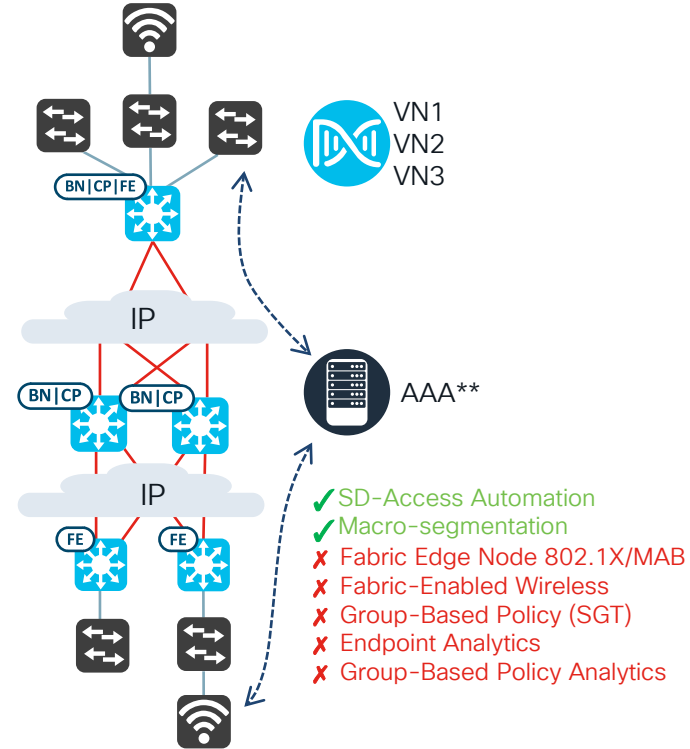 VN1
VN2
VN3
BN|CP|FE
IP
AAA**
BN|CP
BN|CP
IP
✓SD-Access Automation
✓Macro-segmentation
✗ Fabric Edge Node 802.1X/MAB
✗ Fabric-Enabled Wireless
✗ Group-Based Policy (SGT)
✗ Endpoint Analytics
✗ Group-Based Policy Analytics
FE
FE